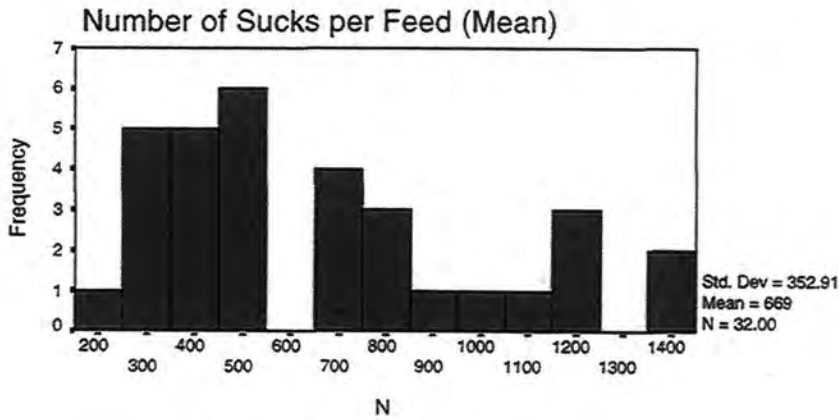 Number of Sucks per Feed (Mean)
7
6
5
4
3
2
1
0
Frequency
200 400 600 800 1000 1200 1400
300 500 700 900 1100 1300
N
Std. Dev = 352.91
Mean = 669
N = 32.00